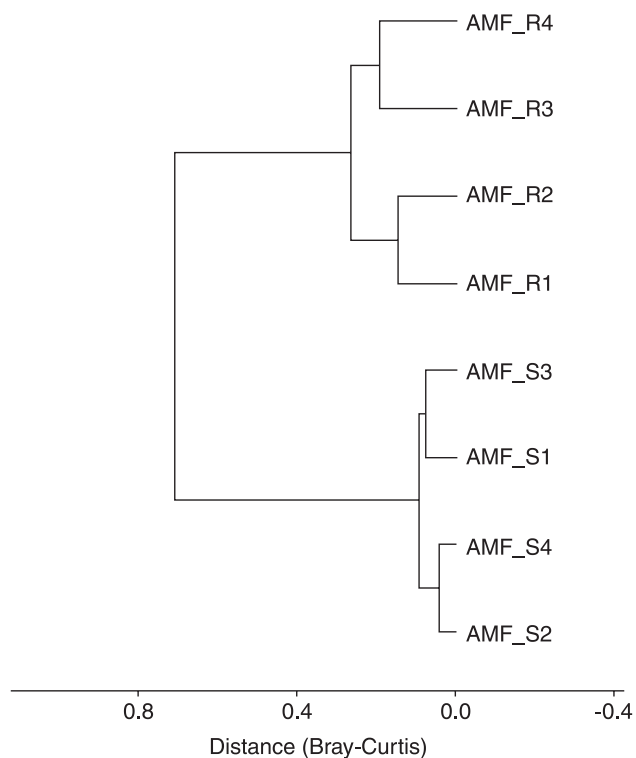 AMF_R4
AMF_R3
AMF_R2
AMF_R1
AMF_S3
AMF_S1
AMF_S4
AMF_S2
0.8 0.4 0.0 -0.4
Distance (Bray-Curtis)